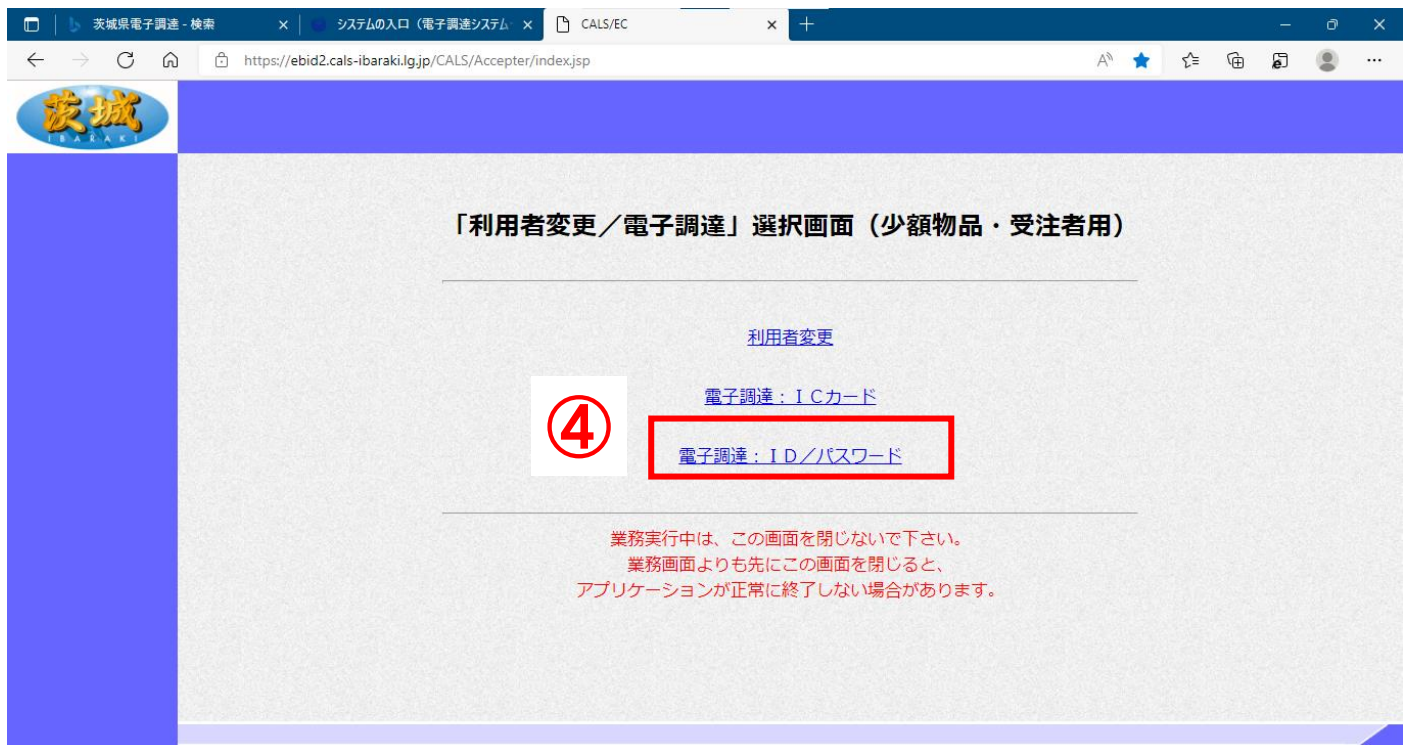 茨城県電子調達 - 検索
システムの入口（電子調達システム
CALS/EC
https://ebid2.cals-ibaraki.lg.jp/CALS/Accepter/index.jsp
茨城
IBARAKI
「利用者変更／電子調達」選択画面（少額物品・受注者用）
利用者変更
電子調達：ＩＣカード
④
電子調達：ＩＤ／パスワード
業務実行中は、この画面を閉じないで下さい。
業務画面よりも先にこの画面を閉じると、
アプリケーションが正常に終了しない場合があります。